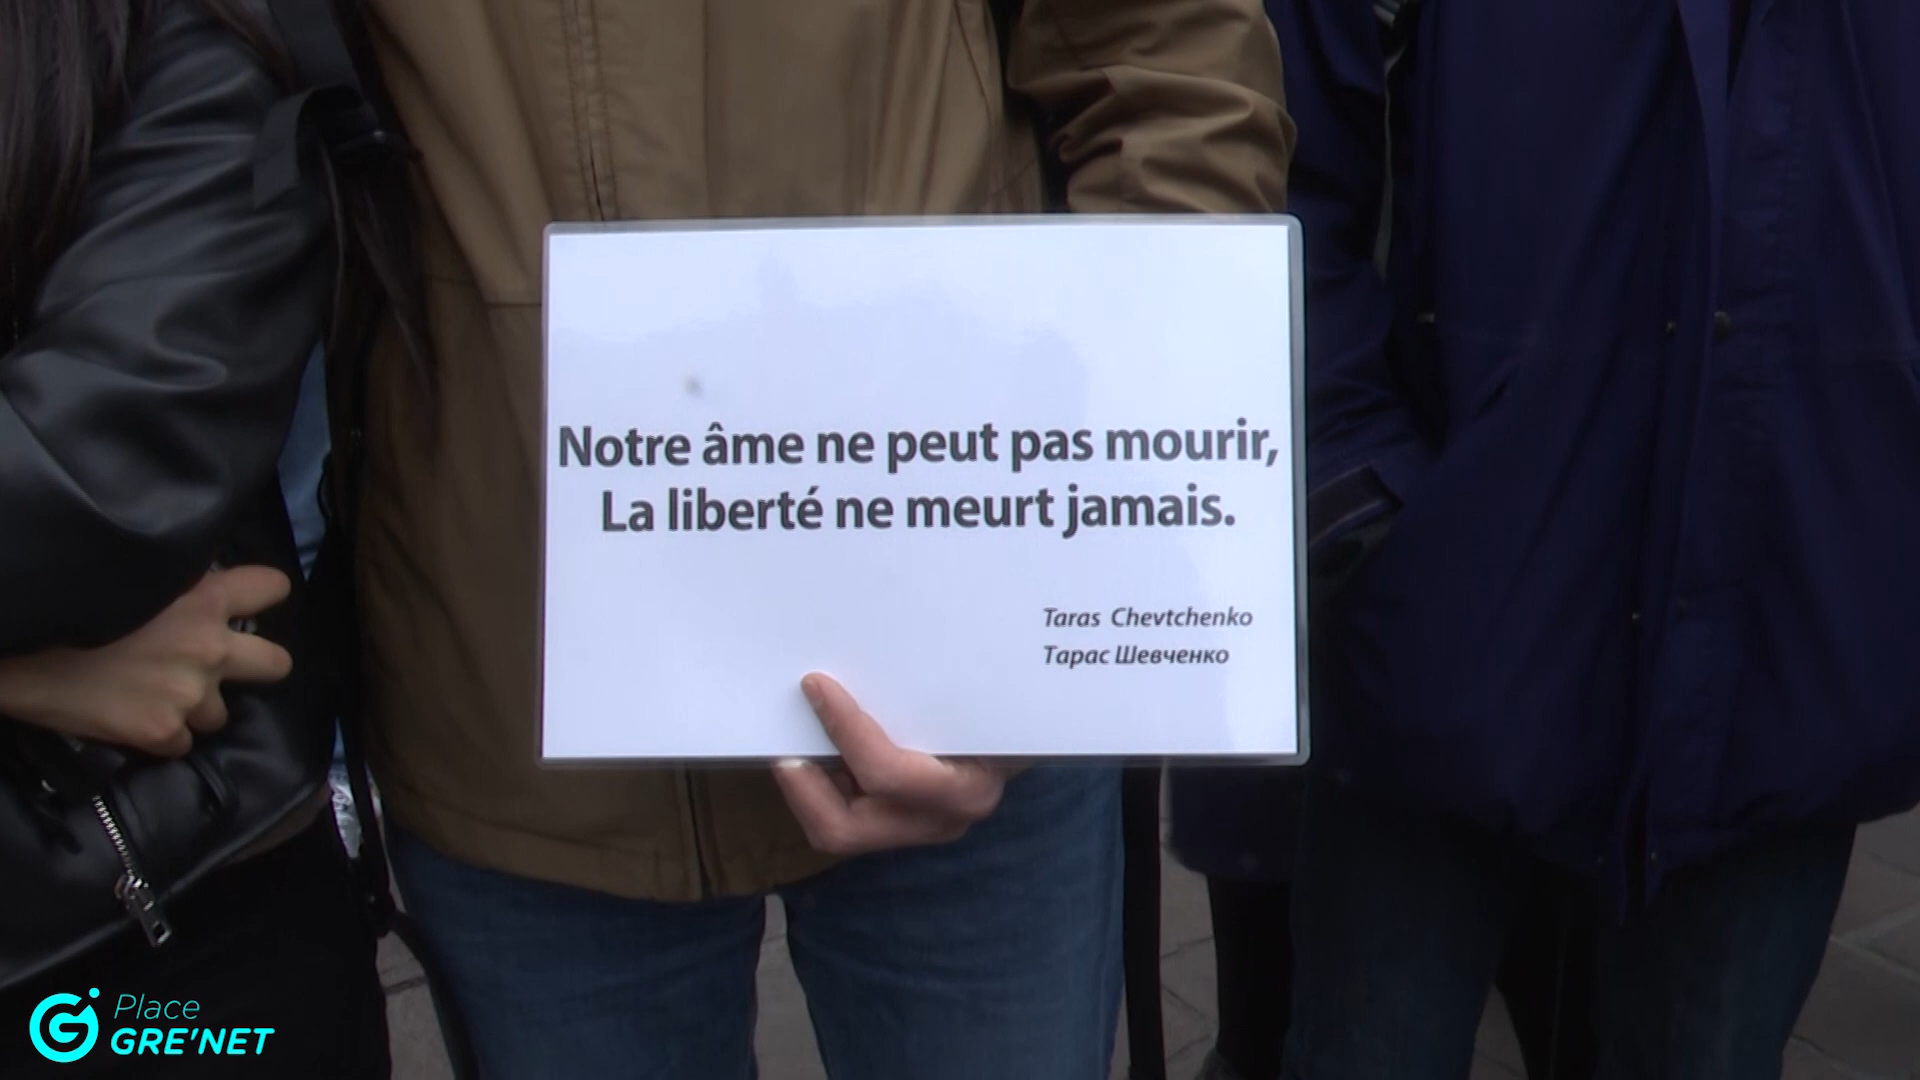 Notre âme ne peut pas mourir,
La liberté ne meurt jamais.
Taras Chevtchenko
Тарас Шевченко
Place
GRE'NET